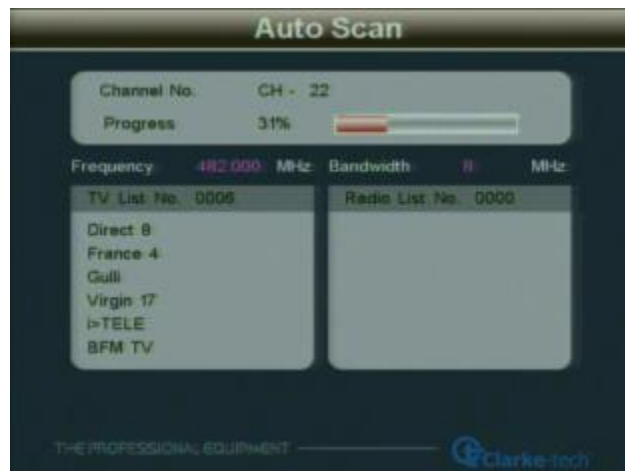 Auto Scan
Channel No. CH - 22
Progress 31%
Frequency 482.000 MHz Bandwidth 8 MHz
TV List No. 0006 Radio List No. 0000
Direct 8
France 4
Gulli
Virgin 17
i>TELE
BFM TV
THE PROFESSIONAL EQUIPMENT
Clarke-tech